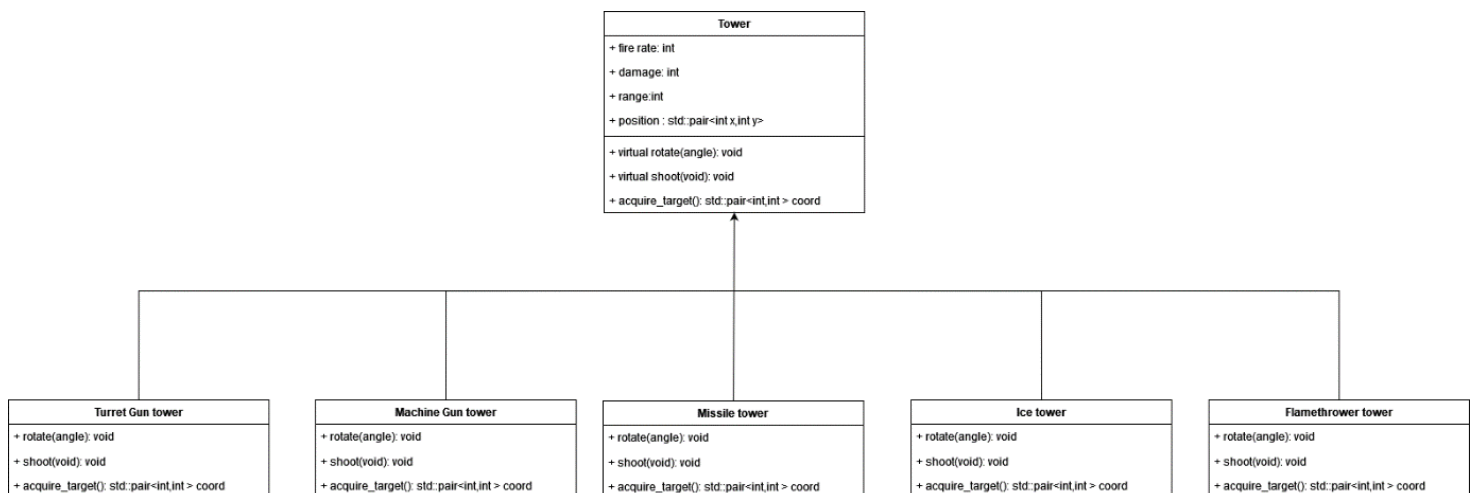 Tower
+ fire rate: int
+ damage: int
+ range:int
+ position : std::pair<int x,int y>
+ virtual rotate(angle): void
+ virtual shoot(void): void
+ acquire_target(): std::pair<int,int > coord
Turret Gun tower
+ rotate(angle): void
+ shoot(void): void
+ acquire_target(): std::pair<int,int > coord
Machine Gun tower
+ rotate(angle): void
+ shoot(void): void
+ acquire_target(): std::pair<int,int > coord
Missile tower
+ rotate(angle): void
+ shoot(void): void
+ acquire_target(): std::pair<int,int > coord
Ice tower
+ rotate(angle): void
+ shoot(void): void
+ acquire_target(): std::pair<int,int > coord
Flamethrower tower
+ rotate(angle): void
+ shoot(void): void
+ acquire_target(): std::pair<int,int > coord